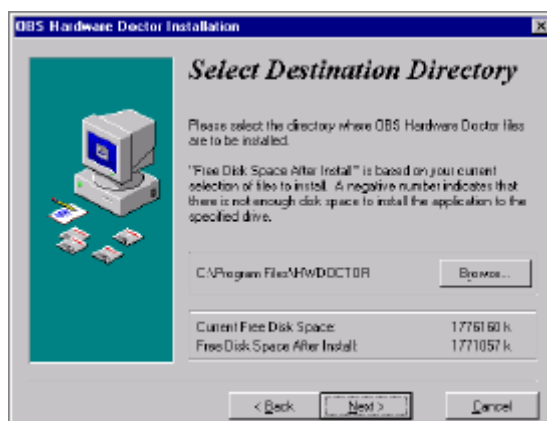 OBS Hardware Doctor Installation
Select Destination Directory
Please select the directory where OBS Hardware Doctor files
are to be installed.
"Free Disk Space After Install" is based on your current
selection of files to install. A negative number indicates that
there is not enough disk space to install the application to the
specified drive.
C:\Program Files\HWDOCTOR
Browse...
Current Free Disk Space: 1776160 k
Free Disk Space After Install: 1771057 k
< Back Next > Cancel